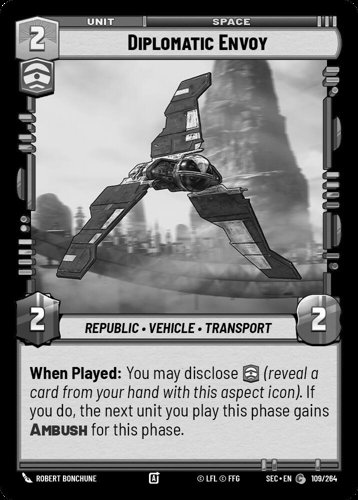 UNIT
SPACE
2
DIPLOMATIC ENVOY
2
2
REPUBLIC • VEHICLE • TRANSPORT
When Played: You may disclose (reveal a
card from your hand with this aspect icon). If
you do, the next unit you play this phase gains
AMBUSH for this phase.
ROBERT BONCHUNE
A
© LFL © FFG
SEC • EN
C
109/264